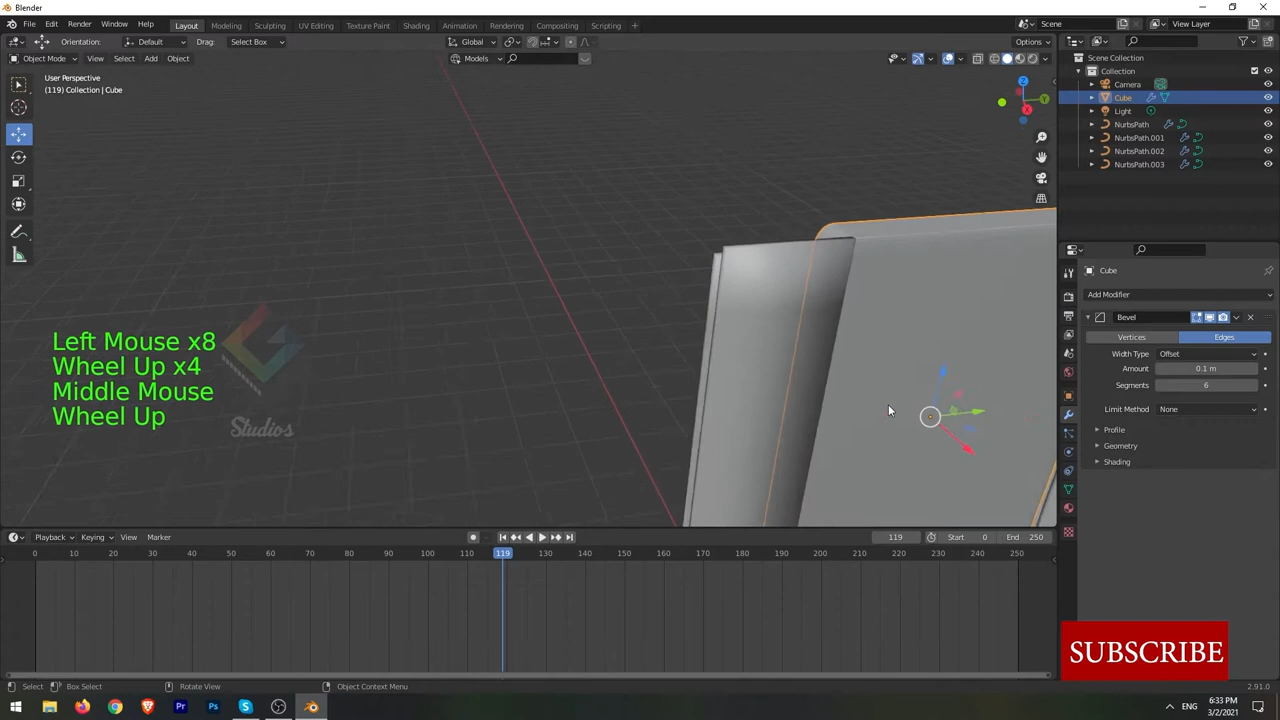 Blender
File Edit Render Window Help
Layout Modeling Sculpting UV Editing Texture Paint Shading Animation Rendering Compositing Scripting +
Scene
View Layer
Orientation: Default Drag: Select Box
Global
Options
Object Mode View Select Add Object
Models
User Perspective
(119) Collection | Cube
Scene Collection
Collection
Camera
Cube
Light
NurbsPath
NurbsPath.001
NurbsPath.002
NurbsPath.003
Z
Y
X
Cube
Add Modifier
Bevel
Vertices Edges
Width Type Offset
Amount 0.1 m
Segments 6
Limit Method None
Profile
Geometry
Shading
Left Mouse x8
Wheel Up x4
Middle Mouse
Wheel Up
Studios
Playback Keying View Marker
119 Start 0 End 250
0 10 20 30 40 50 60 70 80 90 100 110 119 130 140 150 160 170 180 190 200 210 220 230 240 250
SUBSCRIBE
Select Box Select Rotate View Object Context Menu 2.91.0
Pr Ps
ENG
6:33 PM
3/2/2021